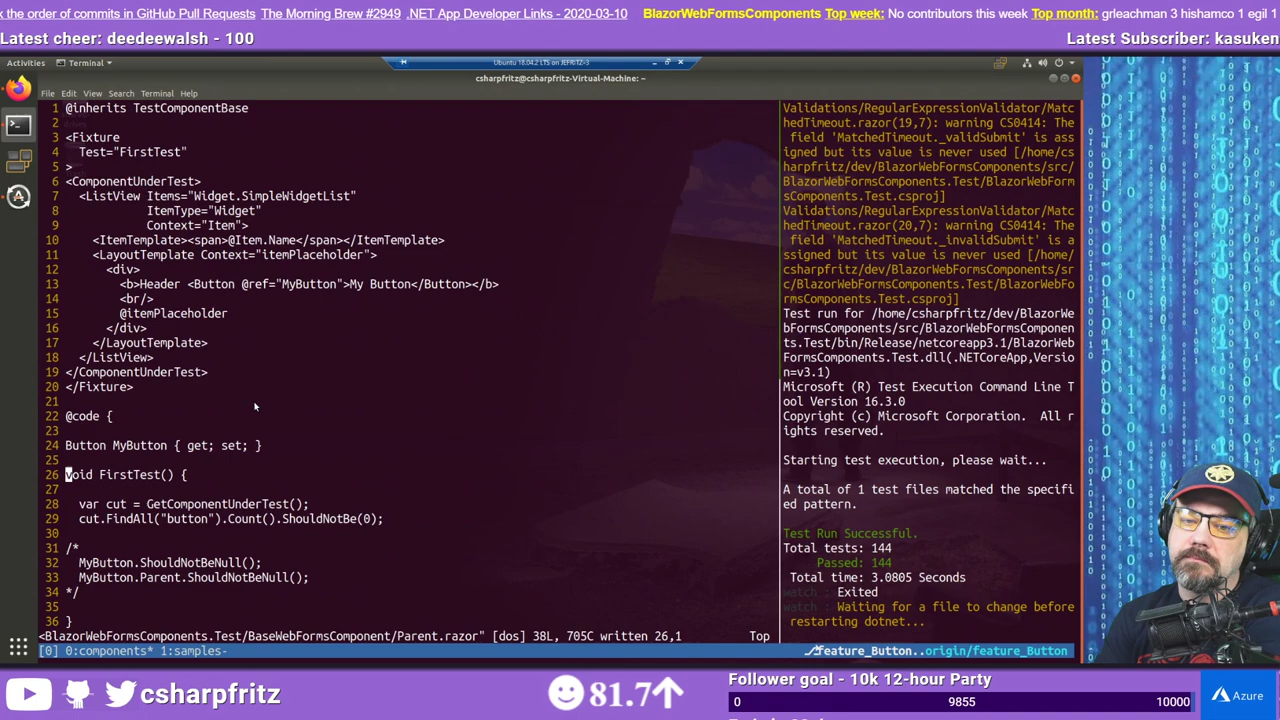 k the order of commits in GitHub Pull Requests The Morning Brew #2949 .NET App Developer Links - 2020-03-10 BlazorWebFormsComponents Top week: No contributors this week Top month: grleachman 3 hishamco 1 egil 1
Latest cheer: deedeewalsh - 100
Latest Subscriber: kasuken
Activities Terminal
Ubuntu 18.04.2 LTS on JEFRITZ-3
csharpfritz@csharpfritz-Virtual-Machine: ~
File Edit View Search Terminal Help
1 @inherits TestComponentBase
2
3 <Fixture
4 Test="FirstTest"
5 >
6 <ComponentUnderTest>
7 <ListView Items="Widget.SimpleWidgetList"
8 ItemType="Widget"
9 Context="Item">
10 <ItemTemplate><span>@Item.Name</span></ItemTemplate>
11 <LayoutTemplate Context="itemPlaceholder">
12 <div>
13 <b>Header <Button @ref="MyButton">My Button</Button></b>
14 <br/>
15 @itemPlaceholder
16 </div>
17 </LayoutTemplate>
18 </ListView>
19 </ComponentUnderTest>
20 </Fixture>
21
22 @code {
23
24 Button MyButton { get; set; }
25
26 void FirstTest() {
27
28 var cut = GetComponentUnderTest();
29 cut.FindAll("button").Count().ShouldNotBe(0);
30
31 /*
32 MyButton.ShouldNotBeNull();
33 MyButton.Parent.ShouldNotBeNull();
34 */
35
36 }
<BlazorWebFormsComponents.Test/BaseWebFormsComponent/Parent.razor" [dos] 38L, 705C written 26,1 Top
Validations/RegularExpressionValidator/Matc
hedTimeout.razor(19,7): warning CS0414: The
field 'MatchedTimeout._validSubmit' is ass
igned but its value is never used [/home/cs
harpfritz/dev/BlazorWebFormsComponents/src/
BlazorWebFormsComponents.Test/BlazorWebForm
sComponents.Test.csproj]
Validations/RegularExpressionValidator/Matc
hedTimeout.razor(20,7): warning CS0414: The
field 'MatchedTimeout._invalidSubmit' is a
ssigned but its value is never used [/home/
csharpfritz/dev/BlazorWebFormsComponents/sr
c/BlazorWebFormsComponents.Test/BlazorWebFo
rmsComponents.Test.csproj]
Test run for /home/csharpfritz/dev/BlazorWe
bFormsComponents/src/BlazorWebFormsComponen
ts.Test/bin/Release/netcoreapp3.1/BlazorWeb
FormsComponents.Test.dll(.NETCoreApp,Versio
n=v3.1)
Microsoft (R) Test Execution Command Line T
ool Version 16.3.0
Copyright (c) Microsoft Corporation. All r
ights reserved.
Starting test execution, please wait...
A total of 1 test files matched the specifi
ed pattern.
Test Run Successful.
Total tests: 144
Passed: 144
Total time: 3.0805 Seconds
watch : Exited
watch : Waiting for a file to change before
restarting dotnet...
[0] 0:components* 1:samples-
feature_Button..origin/feature_Button
csharpfritz
81.7
Follower goal - 10k 12-hour Party
0 9855 10000
Azure